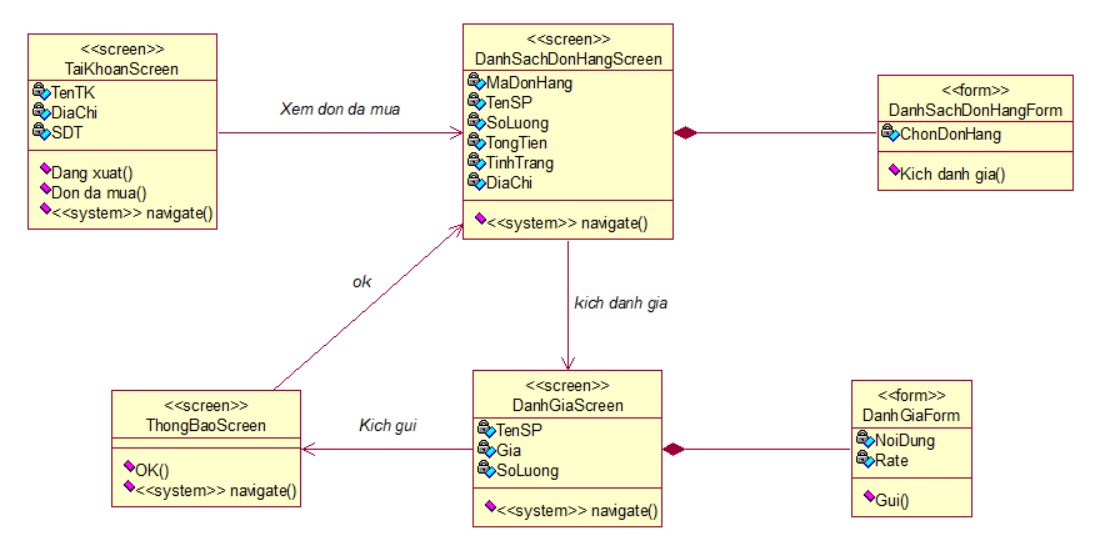 <<screen>>
TaiKhoanScreen
TenTK
DiaChi
SDT
Dang xuat()
Don da mua()
<<system>> navigate()
Xem don da mua
<<screen>>
DanhSachDonHangScreen
MaDonHang
TenSP
SoLuong
TongTien
TinhTrang
DiaChi
<<system>> navigate()
<<form>>
DanhSachDonHangForm
ChonDonHang
Kich danh gia()
ok
kich danh gia
<<screen>>
ThongBaoScreen
OK()
<<system>> navigate()
Kich gui
<<screen>>
DanhGiaScreen
TenSP
Gia
SoLuong
<<system>> navigate()
<<form>>
DanhGiaForm
NoiDung
Rate
Gui()